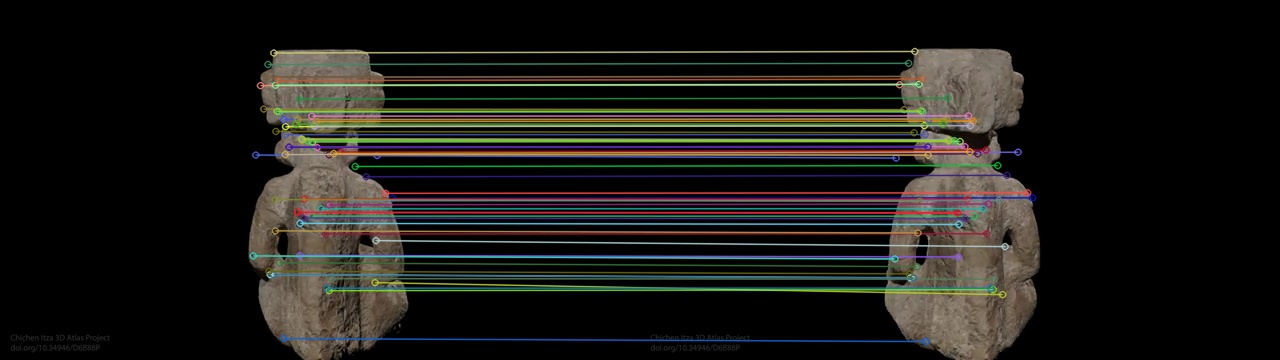 Chichen Itza 3D Atlas Project
doi.org/10.34946/D6B88P
Chichen Itza 3D Atlas Project
doi.org/10.34946/D6B88P